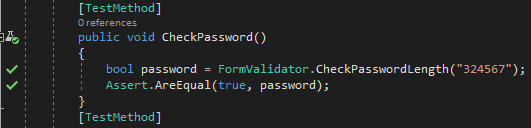 [TestMethod]
0 references
public void CheckPassword()
{
bool password = FormValidator.CheckPasswordLength("324567");
Assert.AreEqual(true, password);
}
[TestMethod]